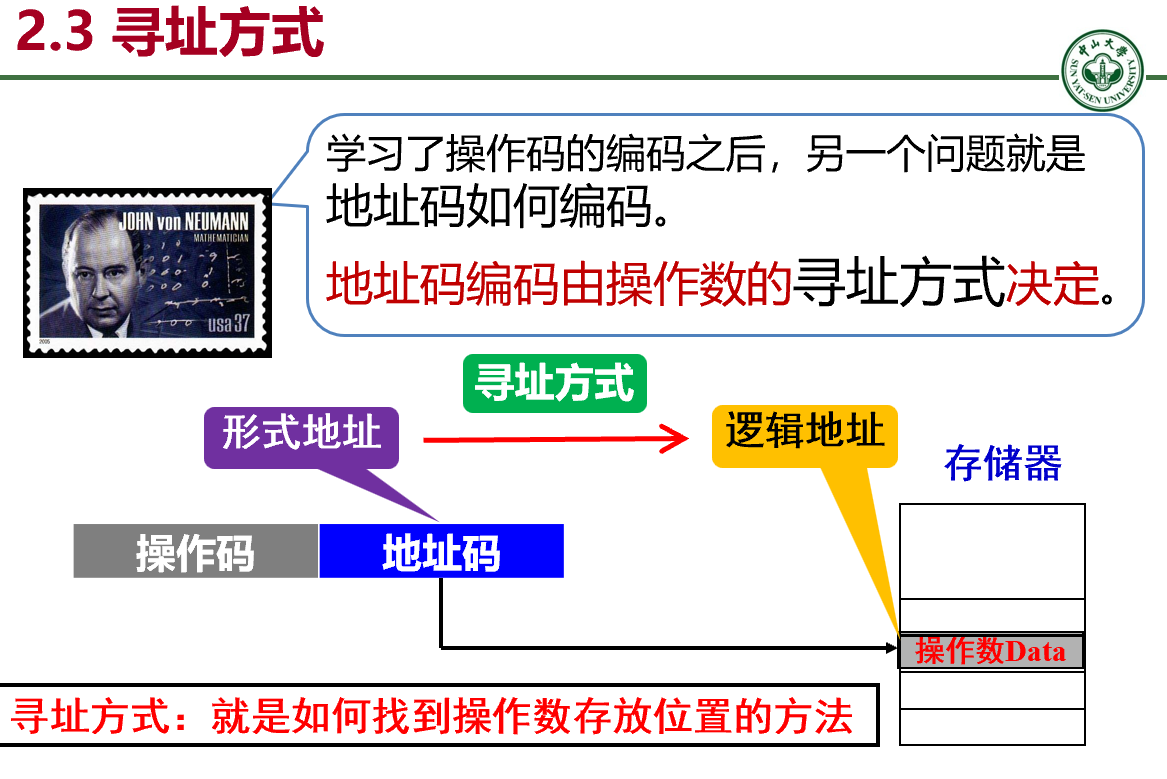 2.3 寻址方式
中山大学
SUN YAT-SEN UNIVERSITY
学习了操作码的编码之后，另一个问题就是
地址码如何编码。
地址码编码由操作数的寻址方式决定。
JOHN von NEUMANN
MATHEMATICIAN
usa 37
2005
寻址方式
形式地址
逻辑地址
存储器
操作码
地址码
操作数Data
寻址方式：就是如何找到操作数存放位置的方法